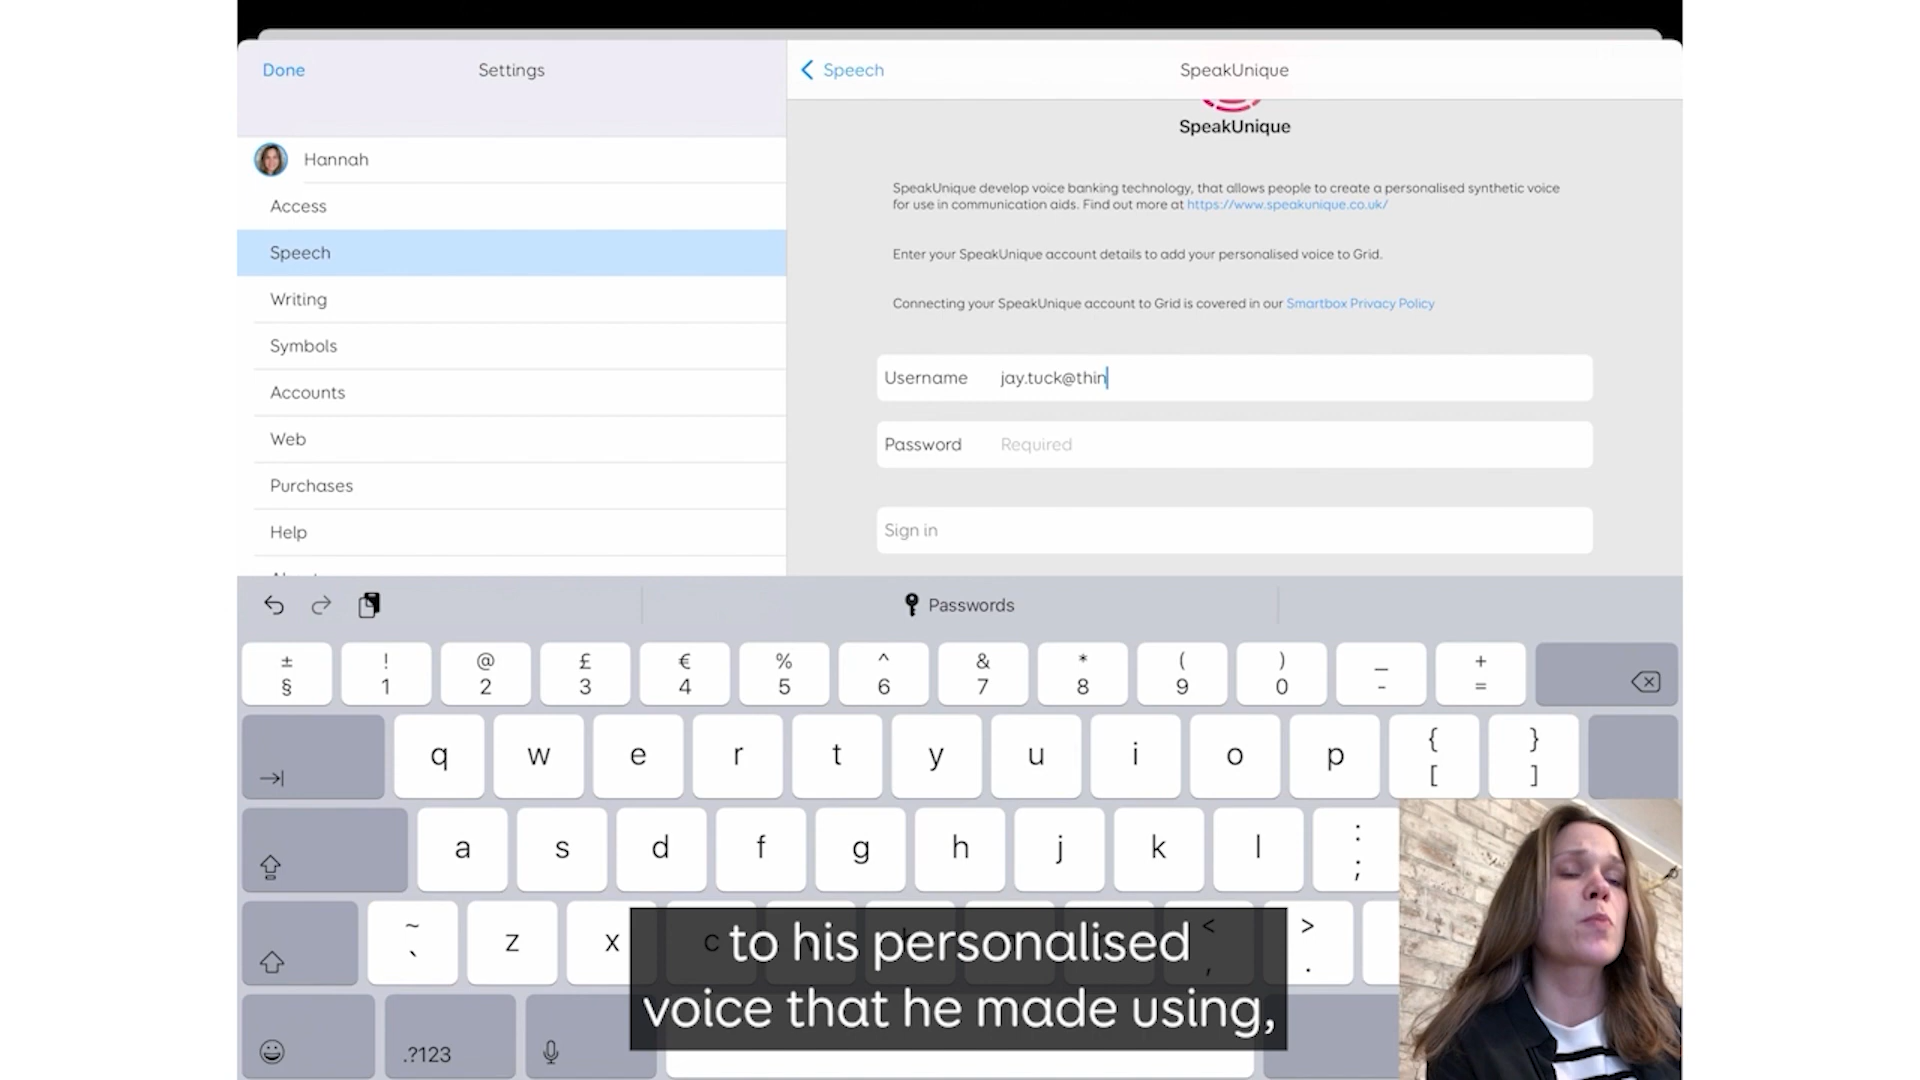 Done
Settings
Speech
SpeakUnique
SpeakUnique
Hannah
Access
Speech
Writing
Symbols
Accounts
Web
Purchases
Help
SpeakUnique develop voice banking technology, that allows people to create a personalised synthetic voice
for use in communication aids. Find out more at https://www.speakunique.co.uk/
Enter your SpeakUnique account details to add your personalised voice to Grid.
Connecting your SpeakUnique account to Grid is covered in our Smartbox Privacy Policy
Username jay.tuck@thin
Password Required
Sign in
Passwords
± ! @ £ € % ^ & * ( ) _ +
§ 1 2 3 4 5 6 7 8 9 0 - =
q w e r t y u i o p { [ } ]
a s d f g h j k l : ;
~ ` z x c < , > .
.?123
to his personalised
voice that he made using,